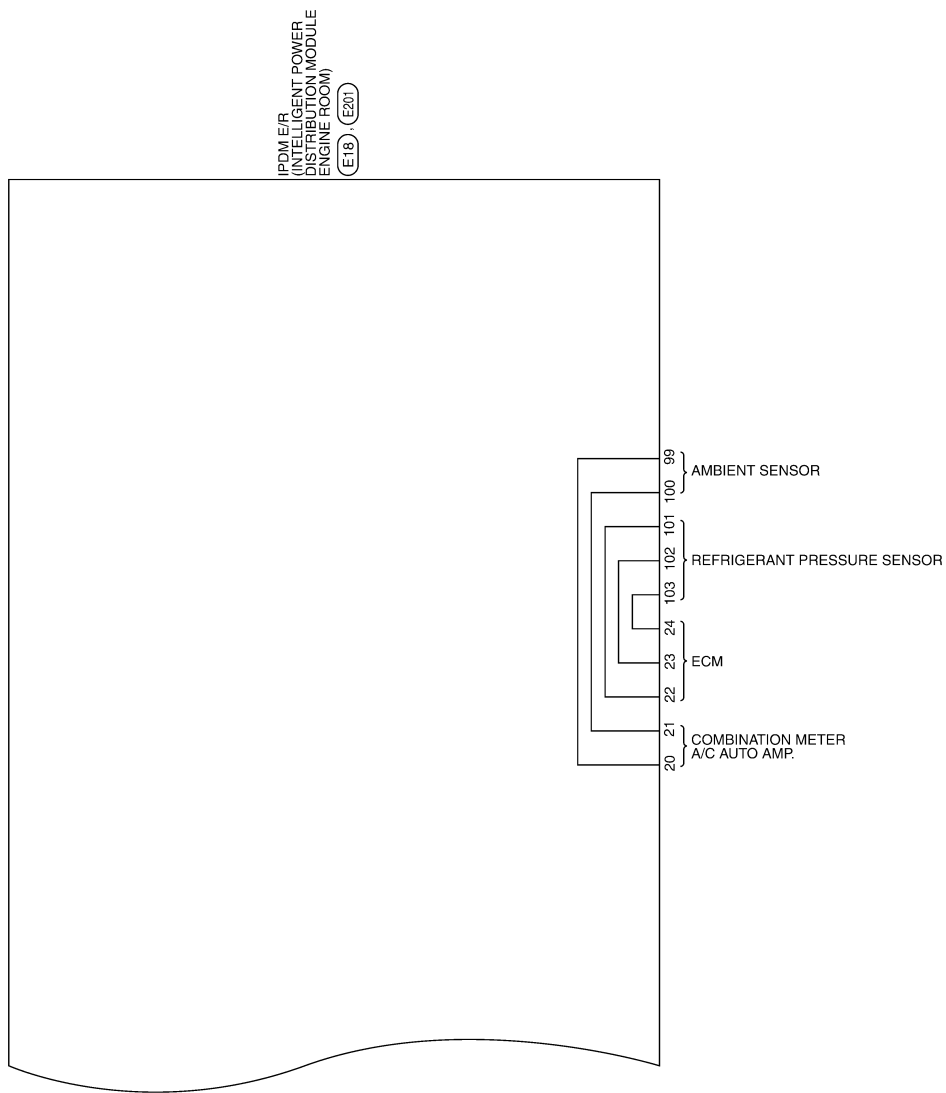 IPDM E/R
(INTELLIGENT POWER
DISTRIBUTION MODULE
ENGINE ROOM)
E18 , E201
99
AMBIENT SENSOR
100
101
102
REFRIGERANT PRESSURE SENSOR
103
24
23
ECM
22
21
COMBINATION METER
A/C AUTO AMP.
20